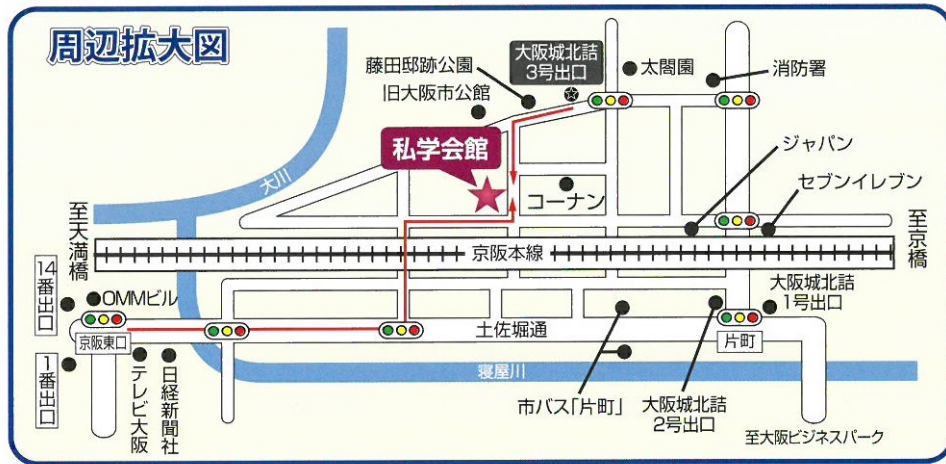 周辺拡大図
大阪城北詰
3号出口
太閤園
消防署
藤田邸跡公園
旧大阪市公館
私学会館
ジャパン
セブンイレブン
コーナン
大川
至天満橋
京阪本線
至京橋
14番出口
OMMビル
京阪東口
土佐堀通
片町
大阪城北詰
1号出口
1番出口
テレビ大阪
日経新聞社
寝屋川
市バス「片町」
大阪城北詰
2号出口
至大阪ビジネスパーク